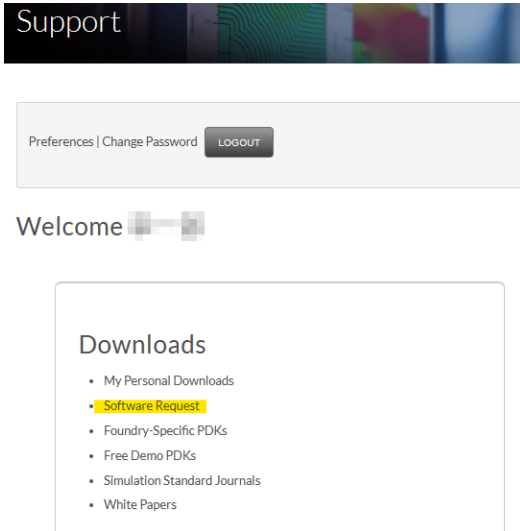 Support
Preferences | Change Password LOGOUT
Welcome
Downloads
My Personal Downloads
Software Request
Foundry-Specific PDKs
Free Demo PDKs
Simulation Standard Journals
White Papers